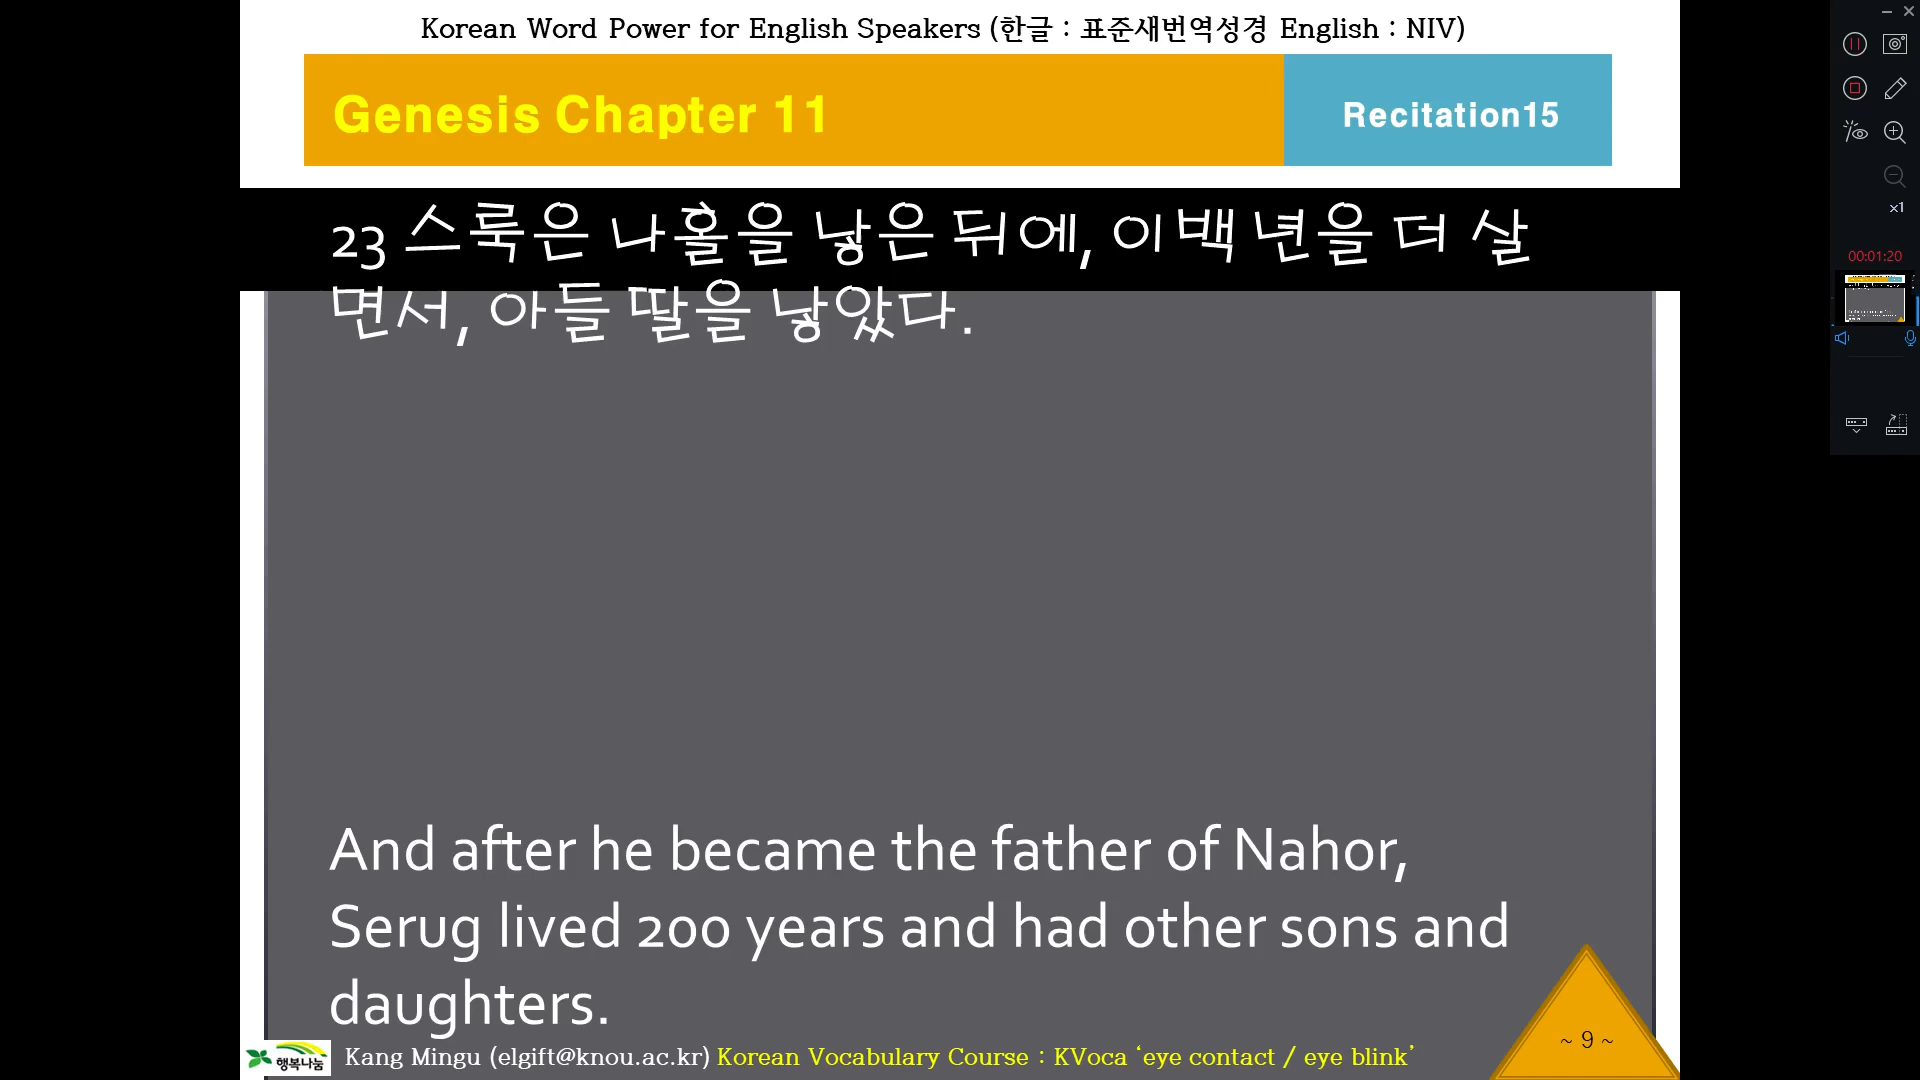 Korean Word Power for English Speakers (한글 : 표준새번역성경 English : NIV)
Genesis Chapter 11
Recitation15
23 스룩은 나홀을 낳은 뒤에, 이백 년을 더 살
면서, 아들 딸을 낳았다.
And after he became the father of Nahor,
Serug lived 200 years and had other sons and
daughters.
~ 9 ~
행복나눔
Kang Mingu (elgift@knou.ac.kr) Korean Vocabulary Course : KVoca ‘eye contact / eye blink’
x1
00:01:20